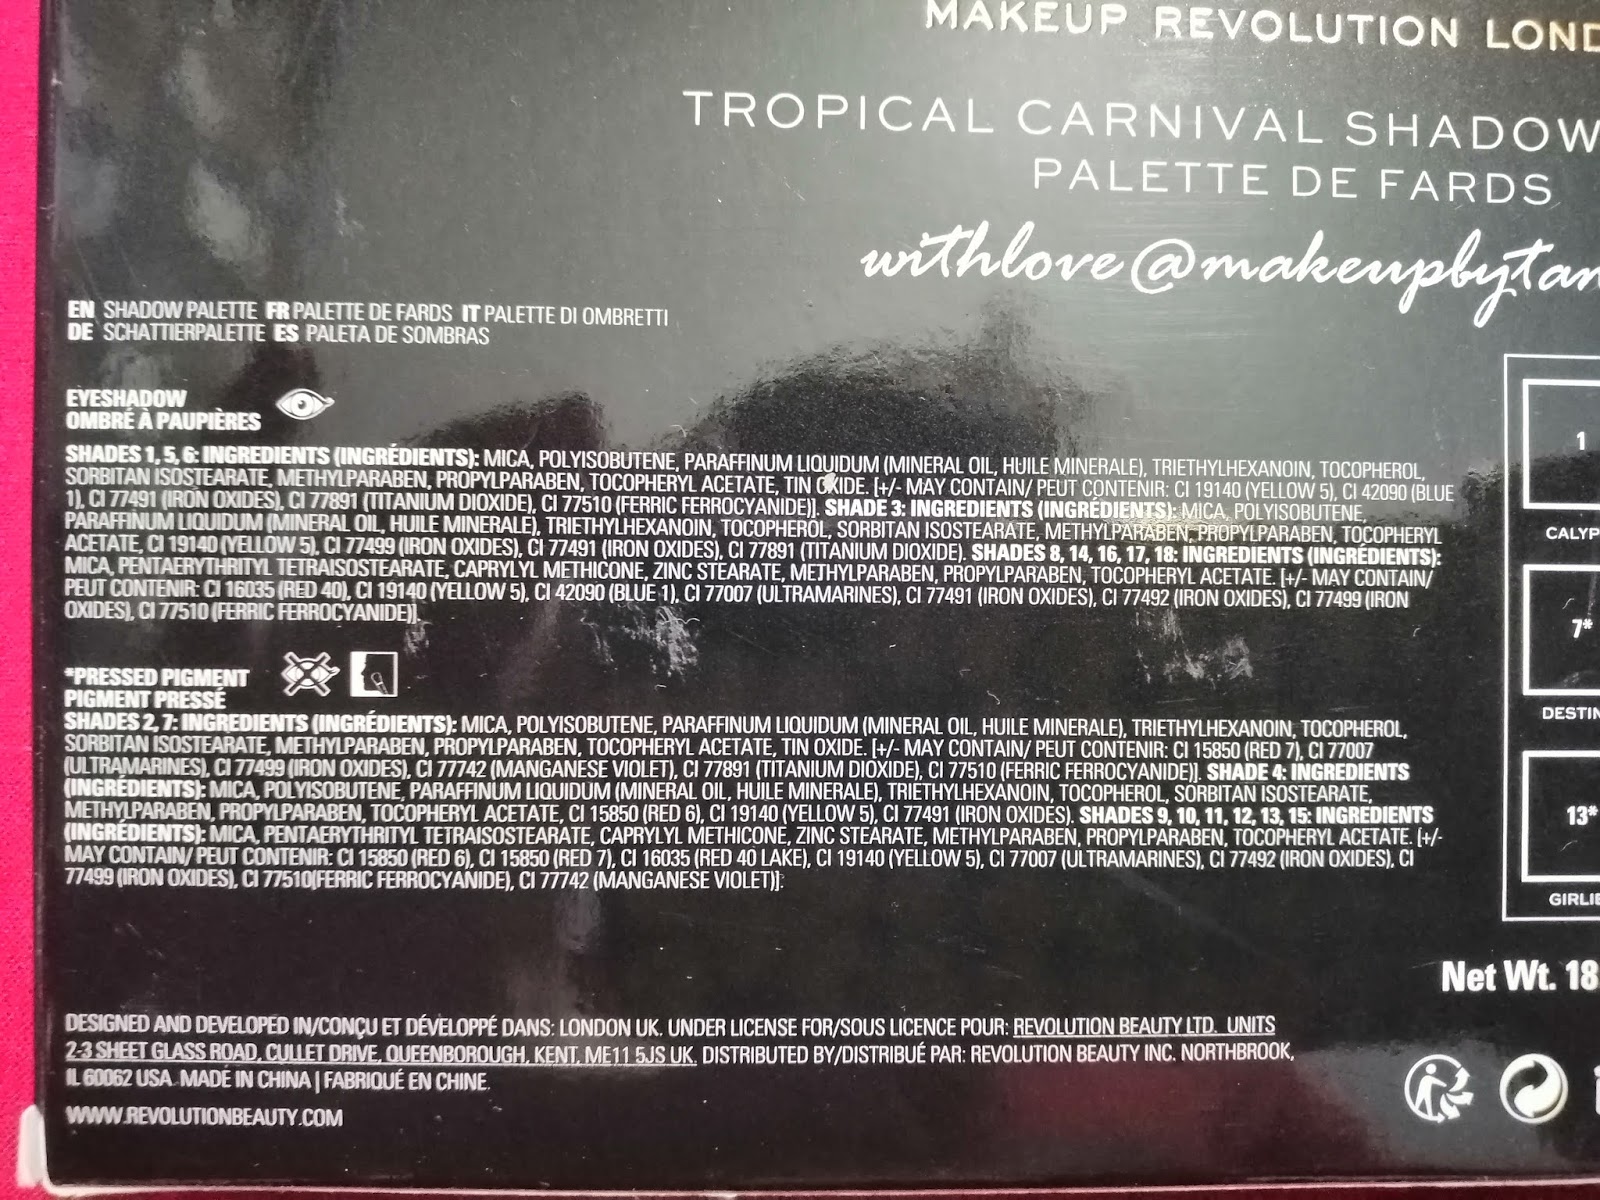 MAKEUP REVOLUTION LOND
TROPICAL CARNIVAL SHADOW
PALETTE DE FARDS
withlove@makeupbytan
EN SHADOW PALETTE FR PALETTE DE FARDS IT PALETTE DI OMBRETTI
DE SCHATTIERPALETTE ES PALETA DE SOMBRAS
EYESHADOW
OMBRÉ À PAUPIÈRES
SHADES 1, 5, 6: INGREDIENTS (INGRÉDIENTS): MICA, POLYISOBUTENE, PARAFFINUM LIQUIDUM (MINERAL OIL, HUILE MINERALE), TRIETHYLHEXANOIN, TOCOPHEROL,
SORBITAN ISOSTEARATE, METHYLPARABEN, PROPYLPARABEN, TOCOPHERYL ACETATE, TIN OXIDE. [+/- MAY CONTAIN/ PEUT CONTENIR: CI 19140 (YELLOW 5), CI 42090 (BLUE
1), CI 77491 (IRON OXIDES), CI 77891 (TITANIUM DIOXIDE), CI 77510 (FERRIC FERROCYANIDE)]. SHADE 3: INGREDIENTS (INGRÉDIENTS): MICA, POLYISOBUTENE,
PARAFFINUM LIQUIDUM (MINERAL OIL, HUILE MINERALE), TRIETHYLHEXANOIN, TOCOPHEROL, SORBITAN ISOSTEARATE, METHYLPARABEN, PROPYLPARABEN, TOCOPHERYL
ACETATE, CI 19140 (YELLOW 5), CI 77499 (IRON OXIDES), CI 77491 (IRON OXIDES), CI 77891 (TITANIUM DIOXIDE). SHADES 8, 14, 16, 17, 18: INGREDIENTS (INGRÉDIENTS):
MICA, PENTAERYTHRITYL TETRAISOSTEARATE, CAPRYLYL METHICONE, ZINC STEARATE, METHYLPARABEN, PROPYLPARABEN, TOCOPHERYL ACETATE. [+/- MAY CONTAIN/
PEUT CONTENIR: CI 16035 (RED 40), CI 19140 (YELLOW 5), CI 42090 (BLUE 1), CI 77007 (ULTRAMARINES), CI 77491 (IRON OXIDES), CI 77492 (IRON OXIDES), CI 77499 (IRON
OXIDES), CI 77510 (FERRIC FERROCYANIDE)].
*PRESSED PIGMENT
PIGMENT PRESSÉ
SHADES 2, 7: INGREDIENTS (INGRÉDIENTS): MICA, POLYISOBUTENE, PARAFFINUM LIQUIDUM (MINERAL OIL, HUILE MINERALE), TRIETHYLHEXANOIN, TOCOPHEROL,
SORBITAN ISOSTEARATE, METHYLPARABEN, PROPYLPARABEN, TOCOPHERYL ACETATE, TIN OXIDE. [+/- MAY CONTAIN/ PEUT CONTENIR: CI 15850 (RED 7), CI 77007
(ULTRAMARINES), CI 77499 (IRON OXIDES), CI 77742 (MANGANESE VIOLET), CI 77891 (TITANIUM DIOXIDE), CI 77510 (FERRIC FERROCYANIDE)]. SHADE 4: INGREDIENTS
(INGRÉDIENTS): MICA, POLYISOBUTENE, PARAFFINUM LIQUIDUM (MINERAL OIL, HUILE MINERALE), TRIETHYLHEXANOIN, TOCOPHEROL, SORBITAN ISOSTEARATE,
METHYLPARABEN, PROPYLPARABEN, TOCOPHERYL ACETATE, CI 15850 (RED 6), CI 19140 (YELLOW 5), CI 77491 (IRON OXIDES). SHADES 9, 10, 11, 12, 13, 15: INGREDIENTS
(INGRÉDIENTS): MICA, PENTAERYTHRITYL TETRAISOSTEARATE, CAPRYLYL METHICONE, ZINC STEARATE, METHYLPARABEN, PROPYLPARABEN, TOCOPHERYL ACETATE. [+/-
MAY CONTAIN/ PEUT CONTENIR: CI 15850 (RED 6), CI 15850 (RED 7), CI 16035 (RED 40 LAKE), CI 19140 (YELLOW 5), CI 77007 (ULTRAMARINES), CI 77492 (IRON OXIDES), CI
77499 (IRON OXIDES), CI 77510(FERRIC FERROCYANIDE), CI 77742 (MANGANESE VIOLET)].
1
CALYP
7*
DESTIN
13*
GIRLIE
Net Wt. 18
DESIGNED AND DEVELOPED IN/CONÇU ET DÉVELOPPÉ DANS: LONDON UK. UNDER LICENSE FOR/SOUS LICENCE POUR: REVOLUTION BEAUTY LTD. UNITS
2-3 SHEET GLASS ROAD, CULLET DRIVE, QUEENBOROUGH, KENT, ME11 5JS UK. DISTRIBUTED BY/DISTRIBUÉ PAR: REVOLUTION BEAUTY INC. NORTHBROOK,
IL 60062 USA MADE IN CHINA | FABRIQUÉ EN CHINE.
WWW.REVOLUTIONBEAUTY.COM